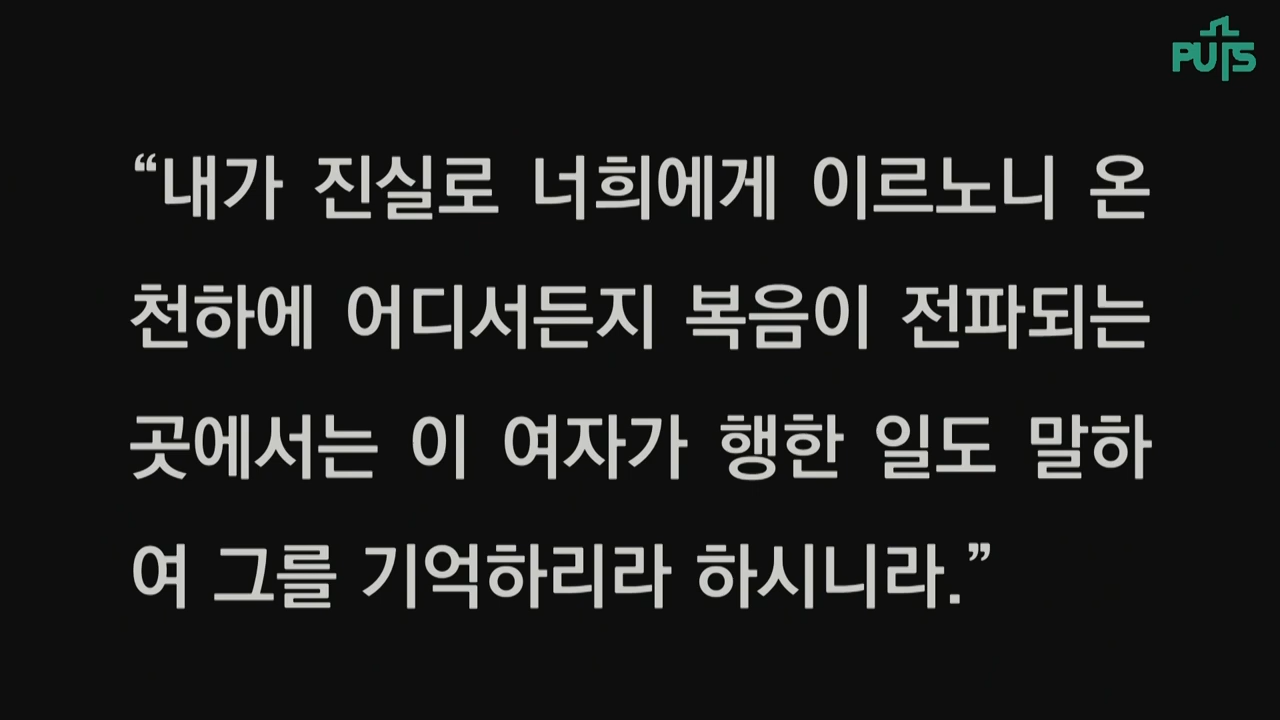 PUTS
“내가 진실로 너희에게 이르노니 온
천하에 어디서든지 복음이 전파되는
곳에서는 이 여자가 행한 일도 말하
여 그를 기억하리라 하시니라.”